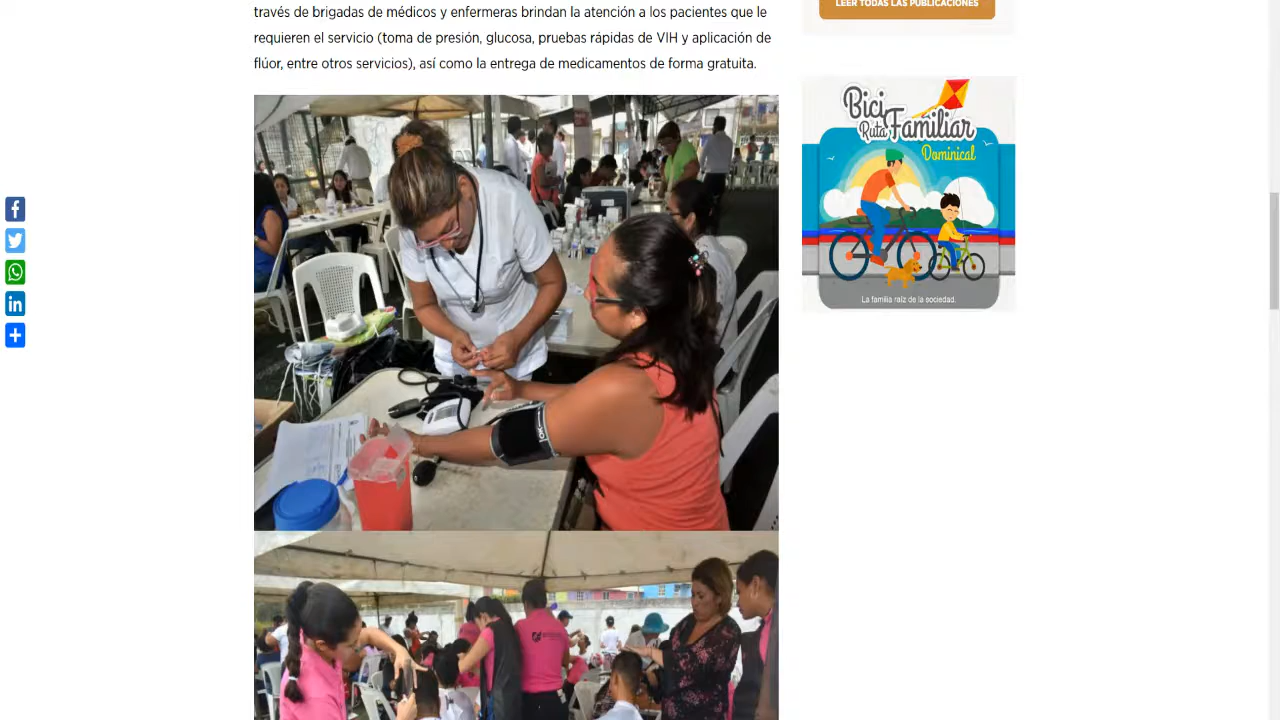 través de brigadas de médicos y enfermeras brindan la atención a los pacientes que le
requieren el servicio (toma de presión, glucosa, pruebas rápidas de VIH y aplicación de
flúor, entre otros servicios), así como la entrega de medicamentos de forma gratuita.
LEER TODAS LAS PUBLICACIONES
Bici
Ruta Familiar
Dominical
La familia raíz de la sociedad.
OK